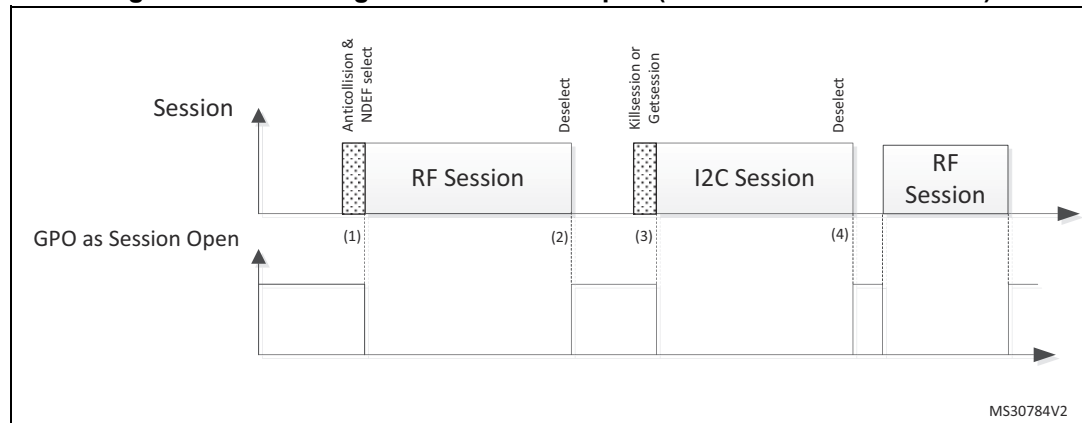 Anticollision &
NDEF select
Deselect
Killsession or
Getsession
Deselect
Session
RF Session
I2C Session
RF
Session
(1)
(2)
(3)
(4)
GPO as Session Open
MS30784V2